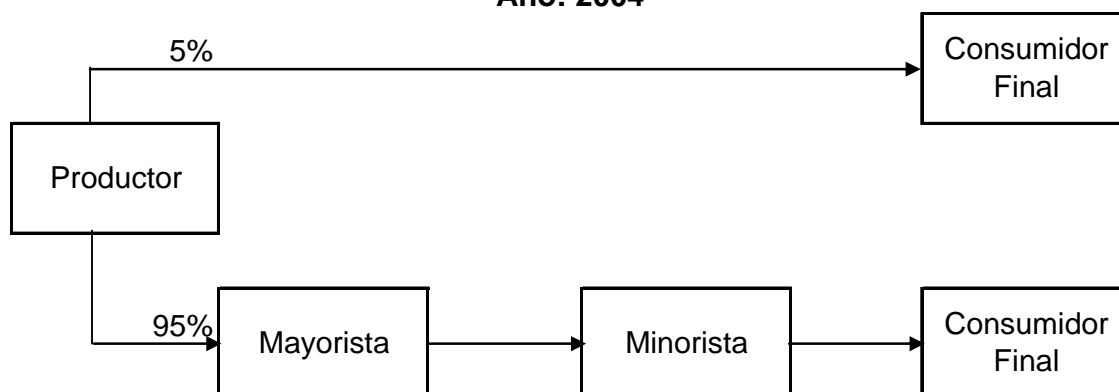 Año: 2004
5%
Consumidor
Final
Productor
95%
Mayorista
Minorista
Consumidor
Final